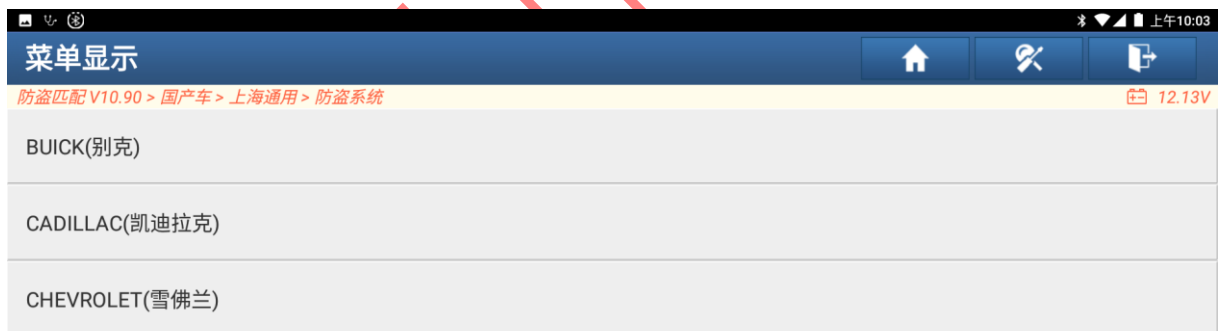 上午10:03
菜单显示
防盗匹配 V10.90 > 国产车 > 上海通用 > 防盗系统
12.13V
BUICK(别克)
CADILLAC(凯迪拉克)
CHEVROLET(雪佛兰)